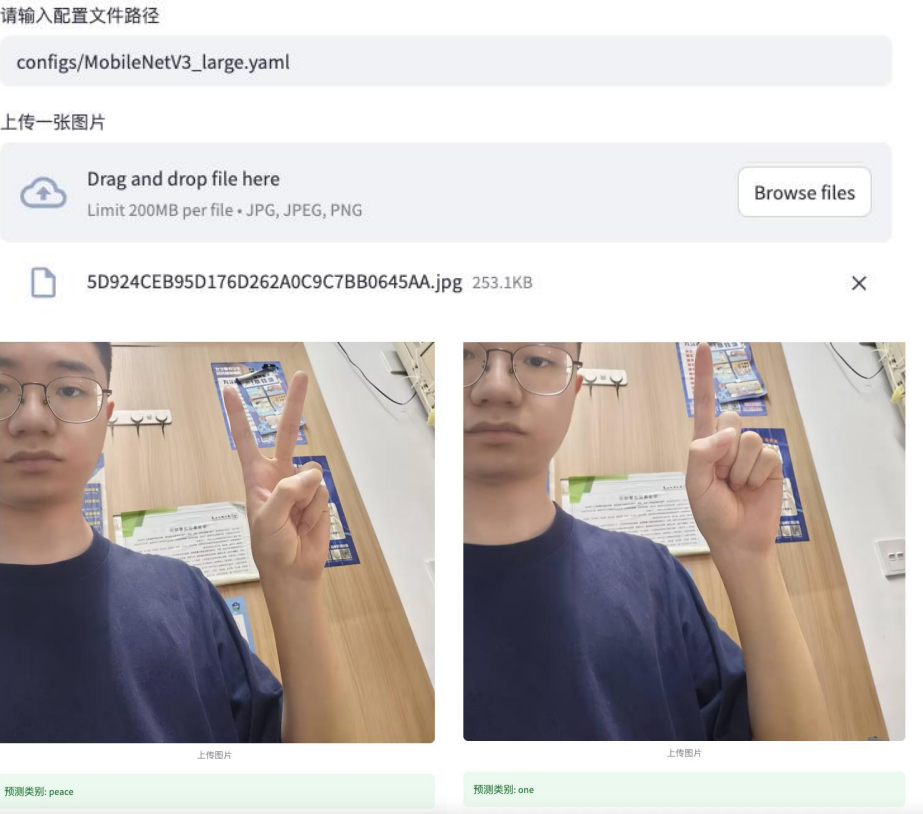 请输入配置文件路径
configs/MobileNetV3_large.yaml
上传一张图片
Drag and drop file here
Limit 200MB per file • JPG, JPEG, PNG
Browse files
5D924CEB95D176D262A0C9C7BB0645AA.jpg 253.1KB
上传图片
上传图片
预测类别: peace
预测类别: one